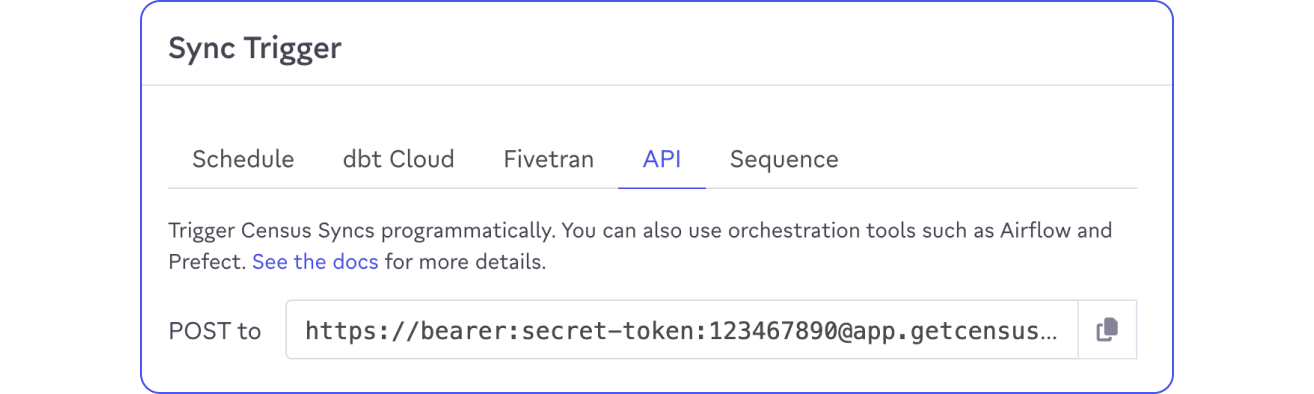 Sync Trigger
Schedule dbt Cloud Fivetran API Sequence
Trigger Census Syncs programmatically. You can also use orchestration tools such as Airflow and
Prefect. See the docs for more details.
POST to https://bearer:secret-token:123467890@app.getcensus...